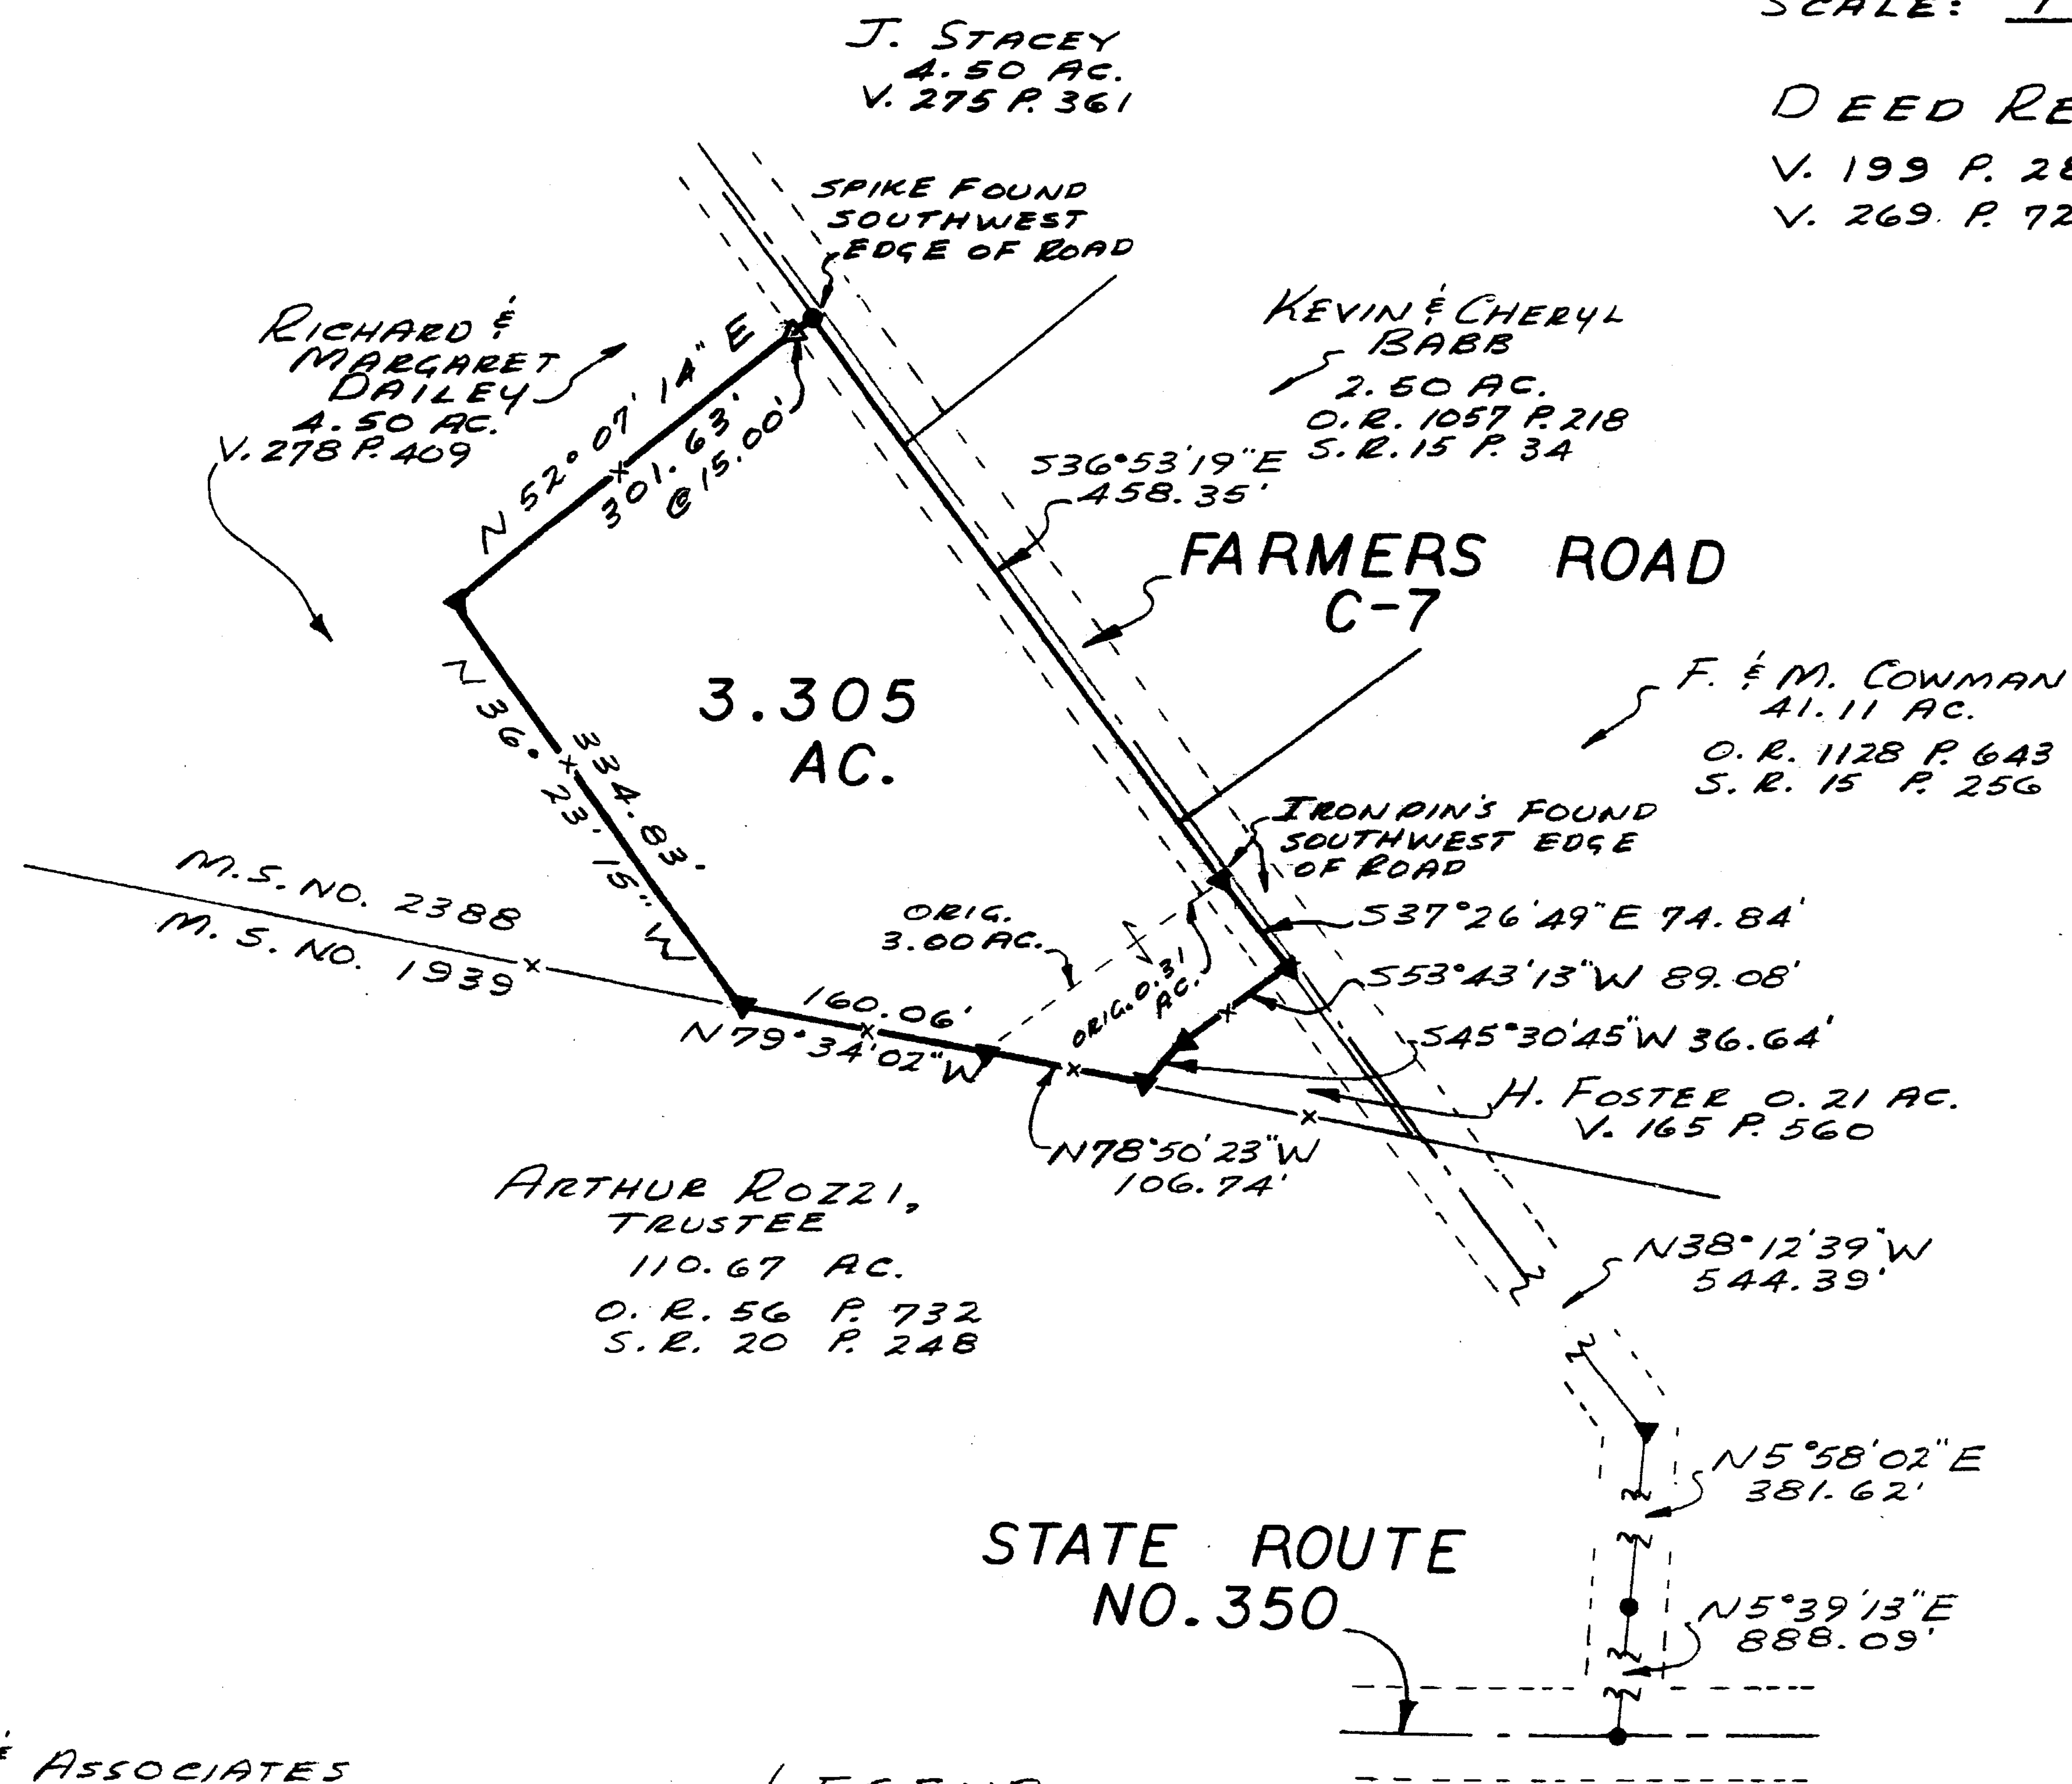 SCALE: 1
J. STACEY
4.50 AC.
V. 275 P. 361
DEED RE
V. 199 P. 28
V. 269. P. 72
SPIKE FOUND
SOUTHWEST
EDGE OF ROAD
RICHARD &
MARGARET
DAILEY
4.50 AC.
V. 278 P. 409
KEVIN & CHERYL
BABB
2.50 AC.
O.R. 1057 P. 218
S.R. 15 P. 34
N 52° 07' 14" E
301.63'
@ 15.00'
S36°53'19"E
458.35'
FARMERS ROAD
C-7
F. & M. COWMAN
41.11 AC.
O.R. 1128 P. 643
S.R. 15 P. 256
3.305
AC.
N 36° 23' 15" W
334.83'
IRON PIN'S FOUND
SOUTHWEST EDGE
OF ROAD
M.S. NO. 2388
M.S. NO. 1939
ORIG.
3.00 AC.
ORIG. 0.31
AC.
S37°26'49"E 74.84'
S53°43'13"W 89.08'
S45°30'45"W 36.64'
160.06'
N79°34'02"W
H. FOSTER 0.21 AC.
V. 165 P. 560
N78°50'23"W
106.74'
ARTHUR ROZZI,
TRUSTEE
110.67 AC.
O.R. 56 P. 732
S.R. 20 P. 248
N38°12'39"W
544.39'
N5°58'02"E
381.62'
STATE ROUTE
NO. 350
N5°39'13"E
888.09'
& ASSOCIATES
LEGEND